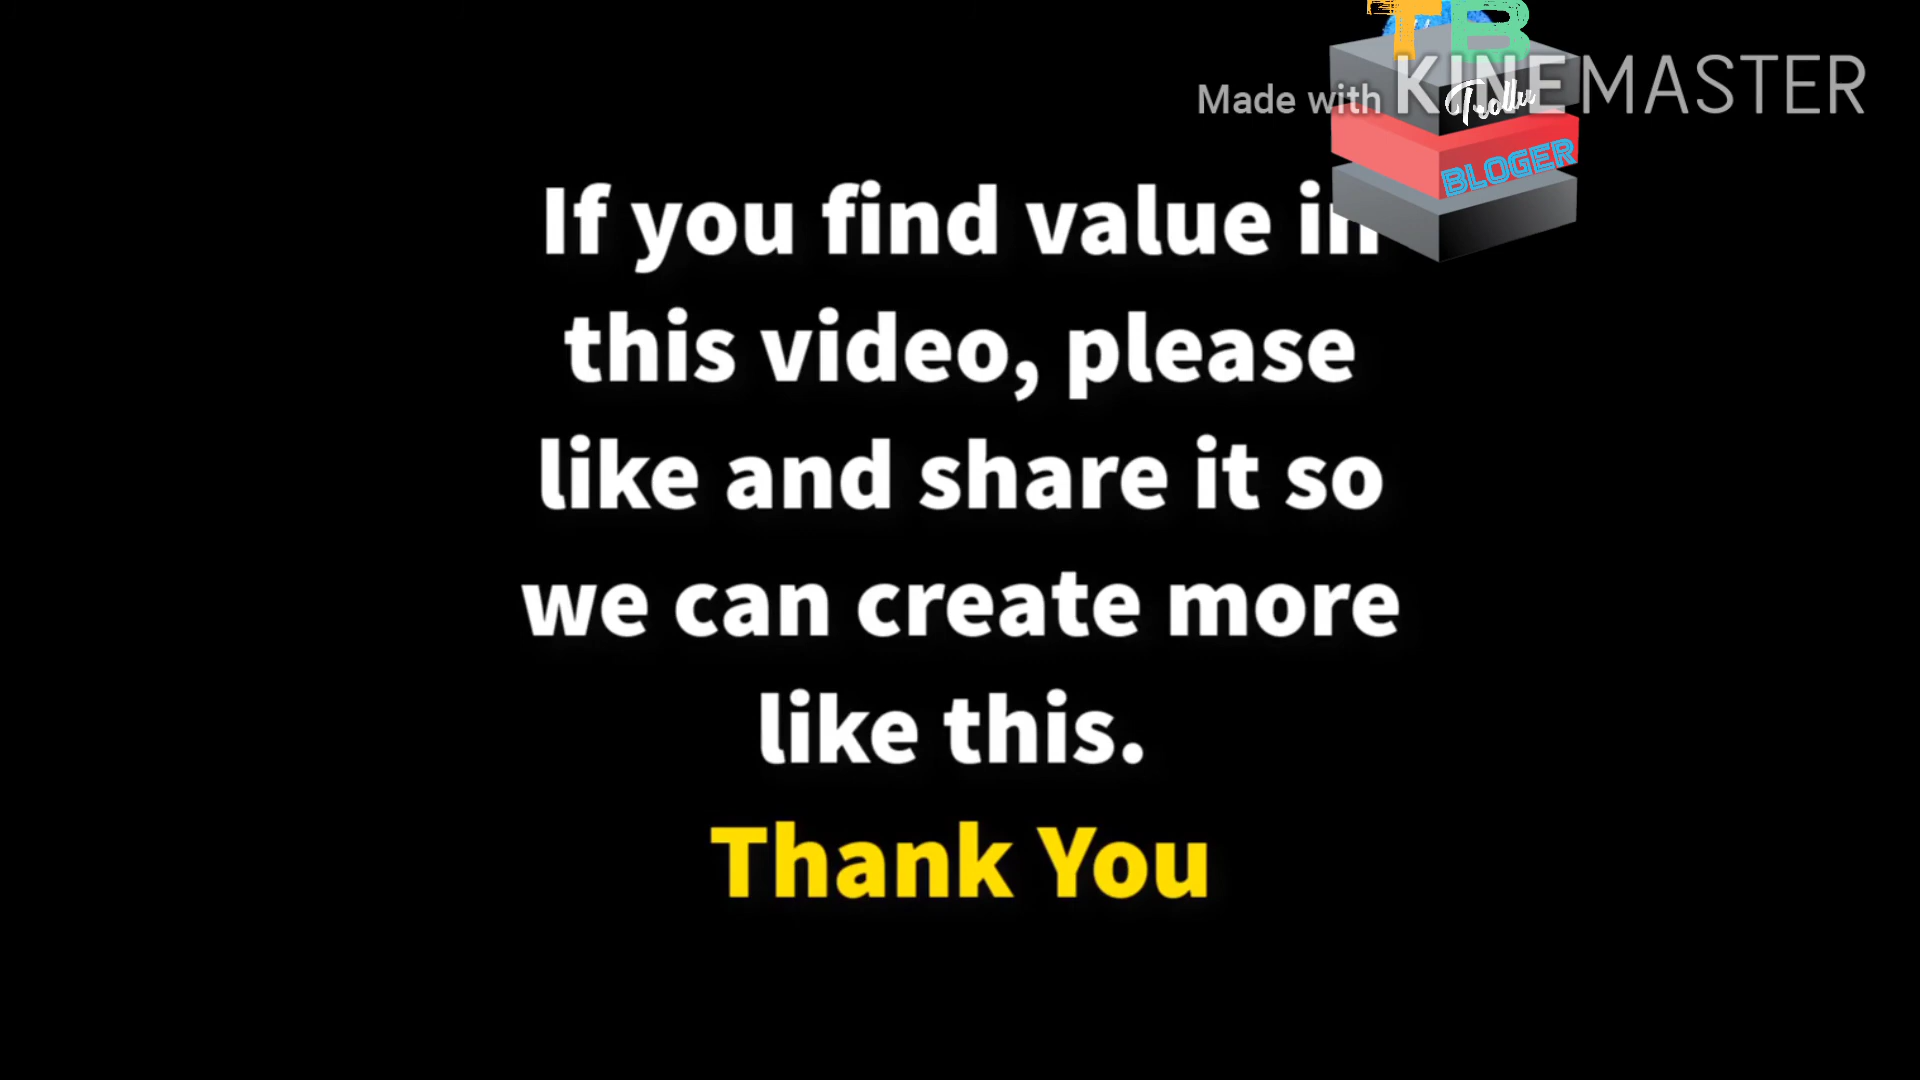 TB
Made with KINEMASTER
BLOGER
If you find value in
this video, please
like and share it so
we can create more
like this.
Thank You